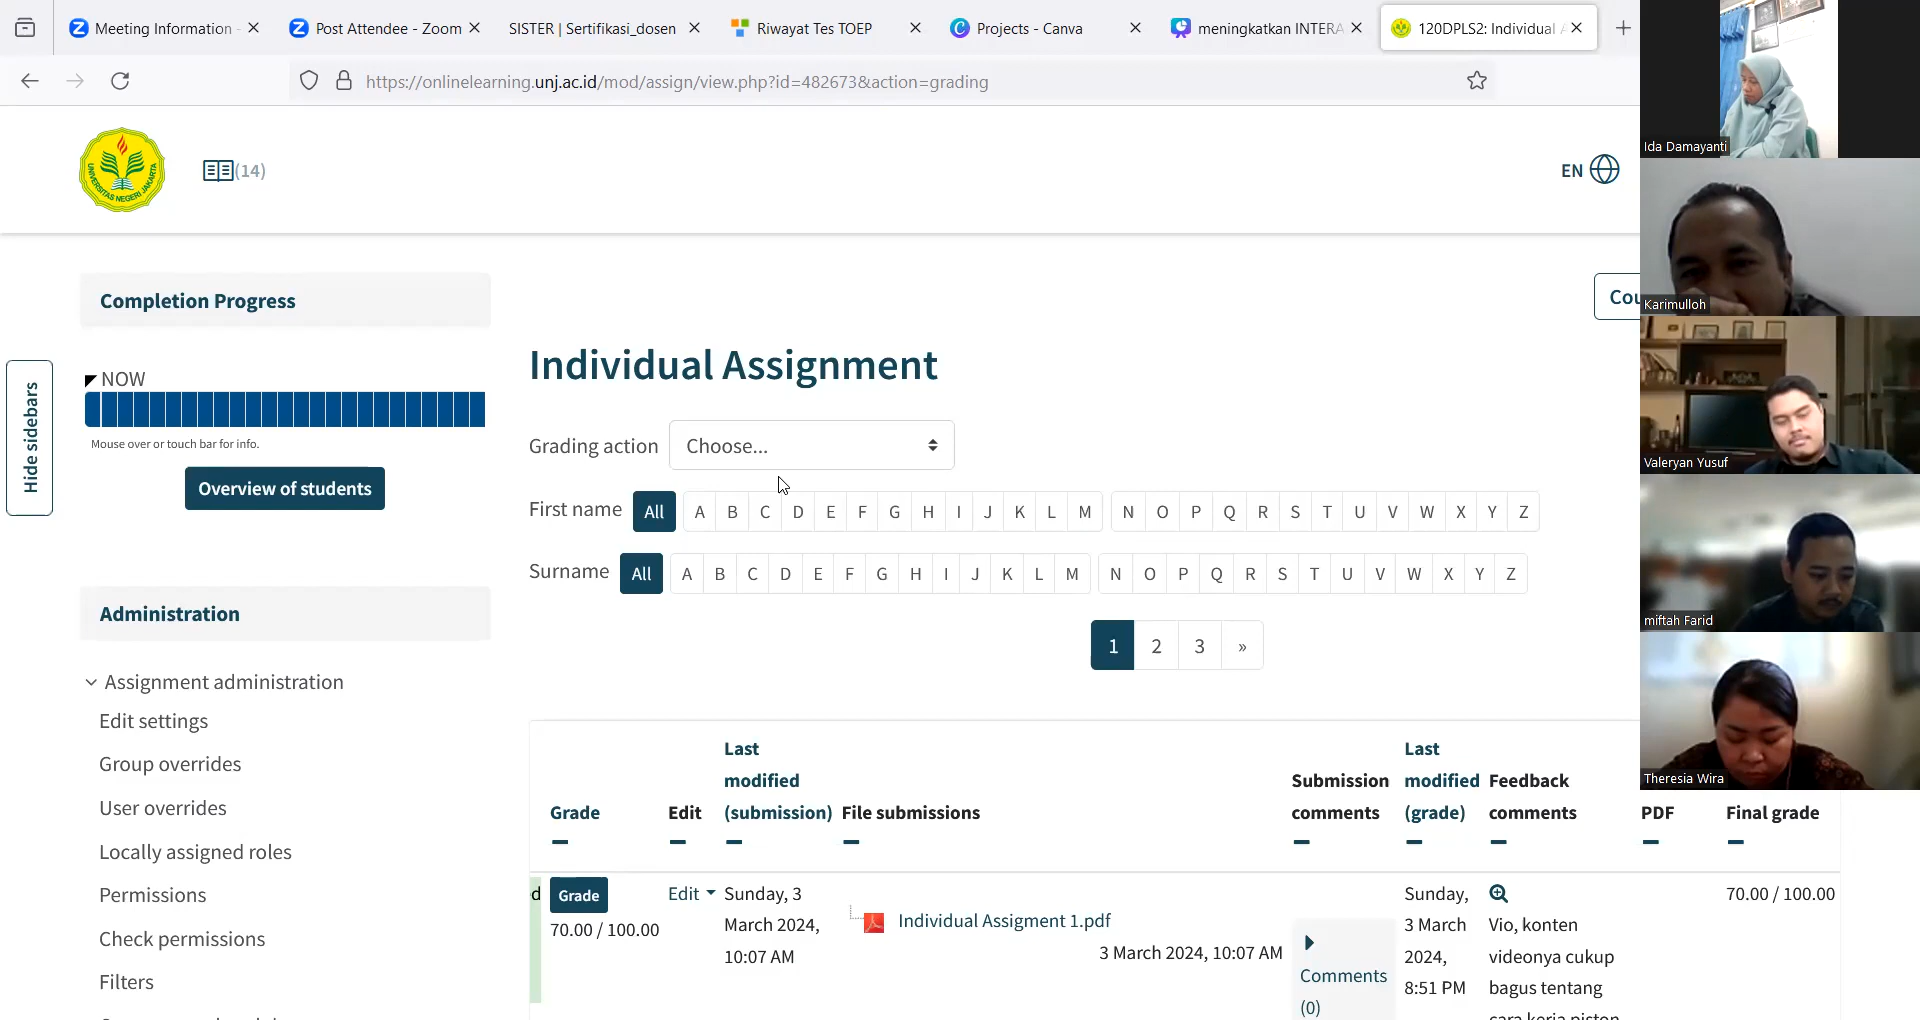 Meeting Information -
Post Attendee - Zoom
SISTER | Sertifikasi_dosen
Riwayat Tes TOEP
Projects - Canva
meningkatkan INTERA
120DPLS2: Individual A
https://onlinelearning.unj.ac.id/mod/assign/view.php?id=482673&action=grading
UNIVERSITAS NEGERI JAKARTA
(14)
EN
Hide sidebars
Completion Progress
NOW
Mouse over or touch bar for info.
Overview of students
Administration
Assignment administration
Edit settings
Group overrides
User overrides
Locally assigned roles
Permissions
Check permissions
Filters
Cou
Individual Assignment
Grading action Choose...
First name All A B C D E F G H I J K L M N O P Q R S T U V W X Y Z
Surname All A B C D E F G H I J K L M N O P Q R S T U V W X Y Z
1 2 3 »
Grade
Edit
Last
modified
(submission)
File submissions
Submission
comments
Last
modified
(grade)
Feedback
comments
PDF
Final grade
d
Grade
70.00 / 100.00
Edit
Sunday, 3
March 2024,
10:07 AM
Individual Assigment 1.pdf
3 March 2024, 10:07 AM
Comments
(0)
Sunday,
3 March
2024,
8:51 PM
Vio, konten
videonya cukup
bagus tentang
cara kerja piston
70.00 / 100.00
Ida Damayanti
Karimulloh
Valeryan Yusuf
miftah Farid
Theresia Wira